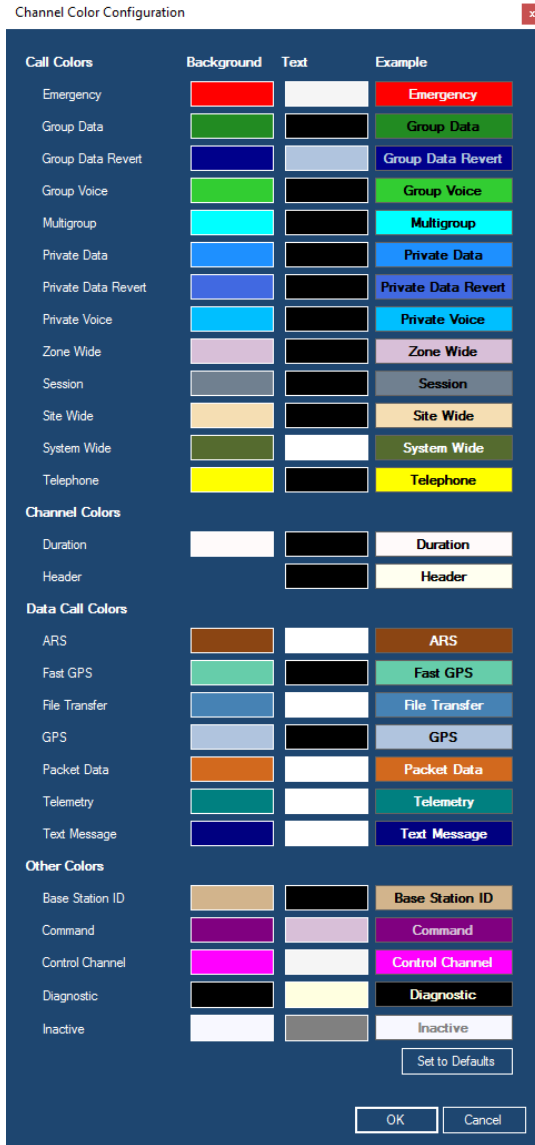 Channel Color Configuration x
Call Colors Background Text Example
Emergency Emergency
Group Data Group Data
Group Data Revert Group Data Revert
Group Voice Group Voice
Multigroup Multigroup
Private Data Private Data
Private Data Revert Private Data Revert
Private Voice Private Voice
Zone Wide Zone Wide
Session Session
Site Wide Site Wide
System Wide System Wide
Telephone Telephone
Channel Colors
Duration Duration
Header Header
Data Call Colors
ARS ARS
Fast GPS Fast GPS
File Transfer File Transfer
GPS GPS
Packet Data Packet Data
Telemetry Telemetry
Text Message Text Message
Other Colors
Base Station ID Base Station ID
Command Command
Control Channel Control Channel
Diagnostic Diagnostic
Inactive Inactive
Set to Defaults
OK Cancel